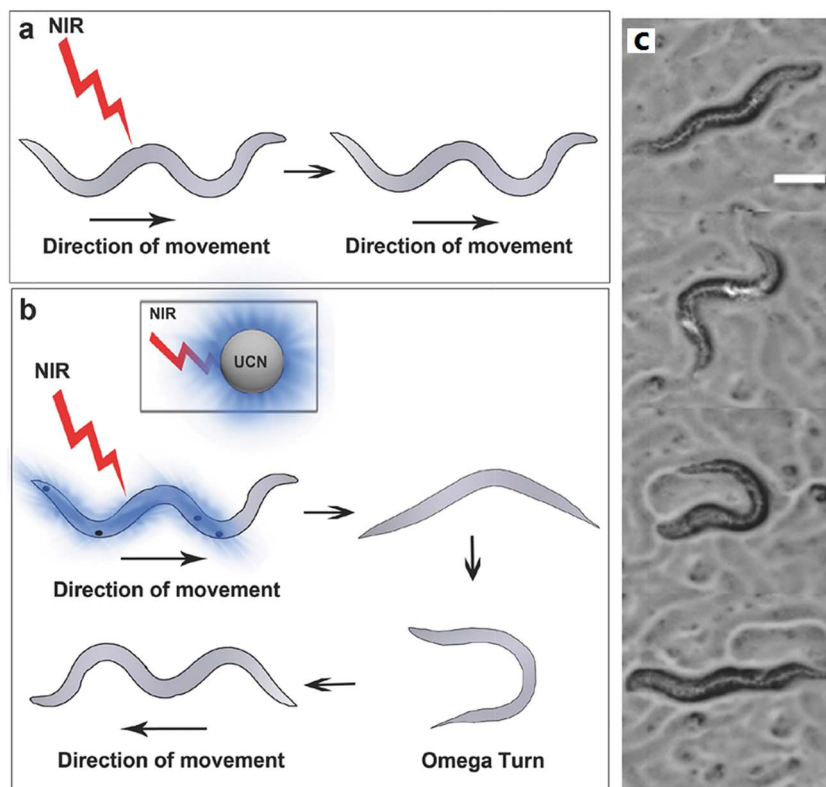 a
NIR
Direction of movement
Direction of movement
b
NIR
UCN
NIR
Direction of movement
Direction of movement
Omega Turn
C